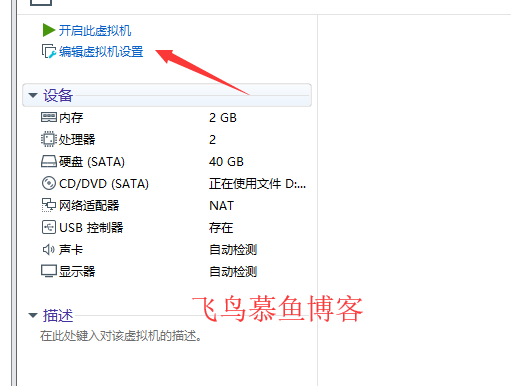 开启此虚拟机
编辑虚拟机设置
设备
内存 2 GB
处理器 2
硬盘 (SATA) 40 GB
CD/DVD (SATA) 正在使用文件 D:...
网络适配器 NAT
USB 控制器 存在
声卡 自动检测
显示器 自动检测
飞鸟慕鱼博客
描述
在此处键入对该虚拟机的描述。